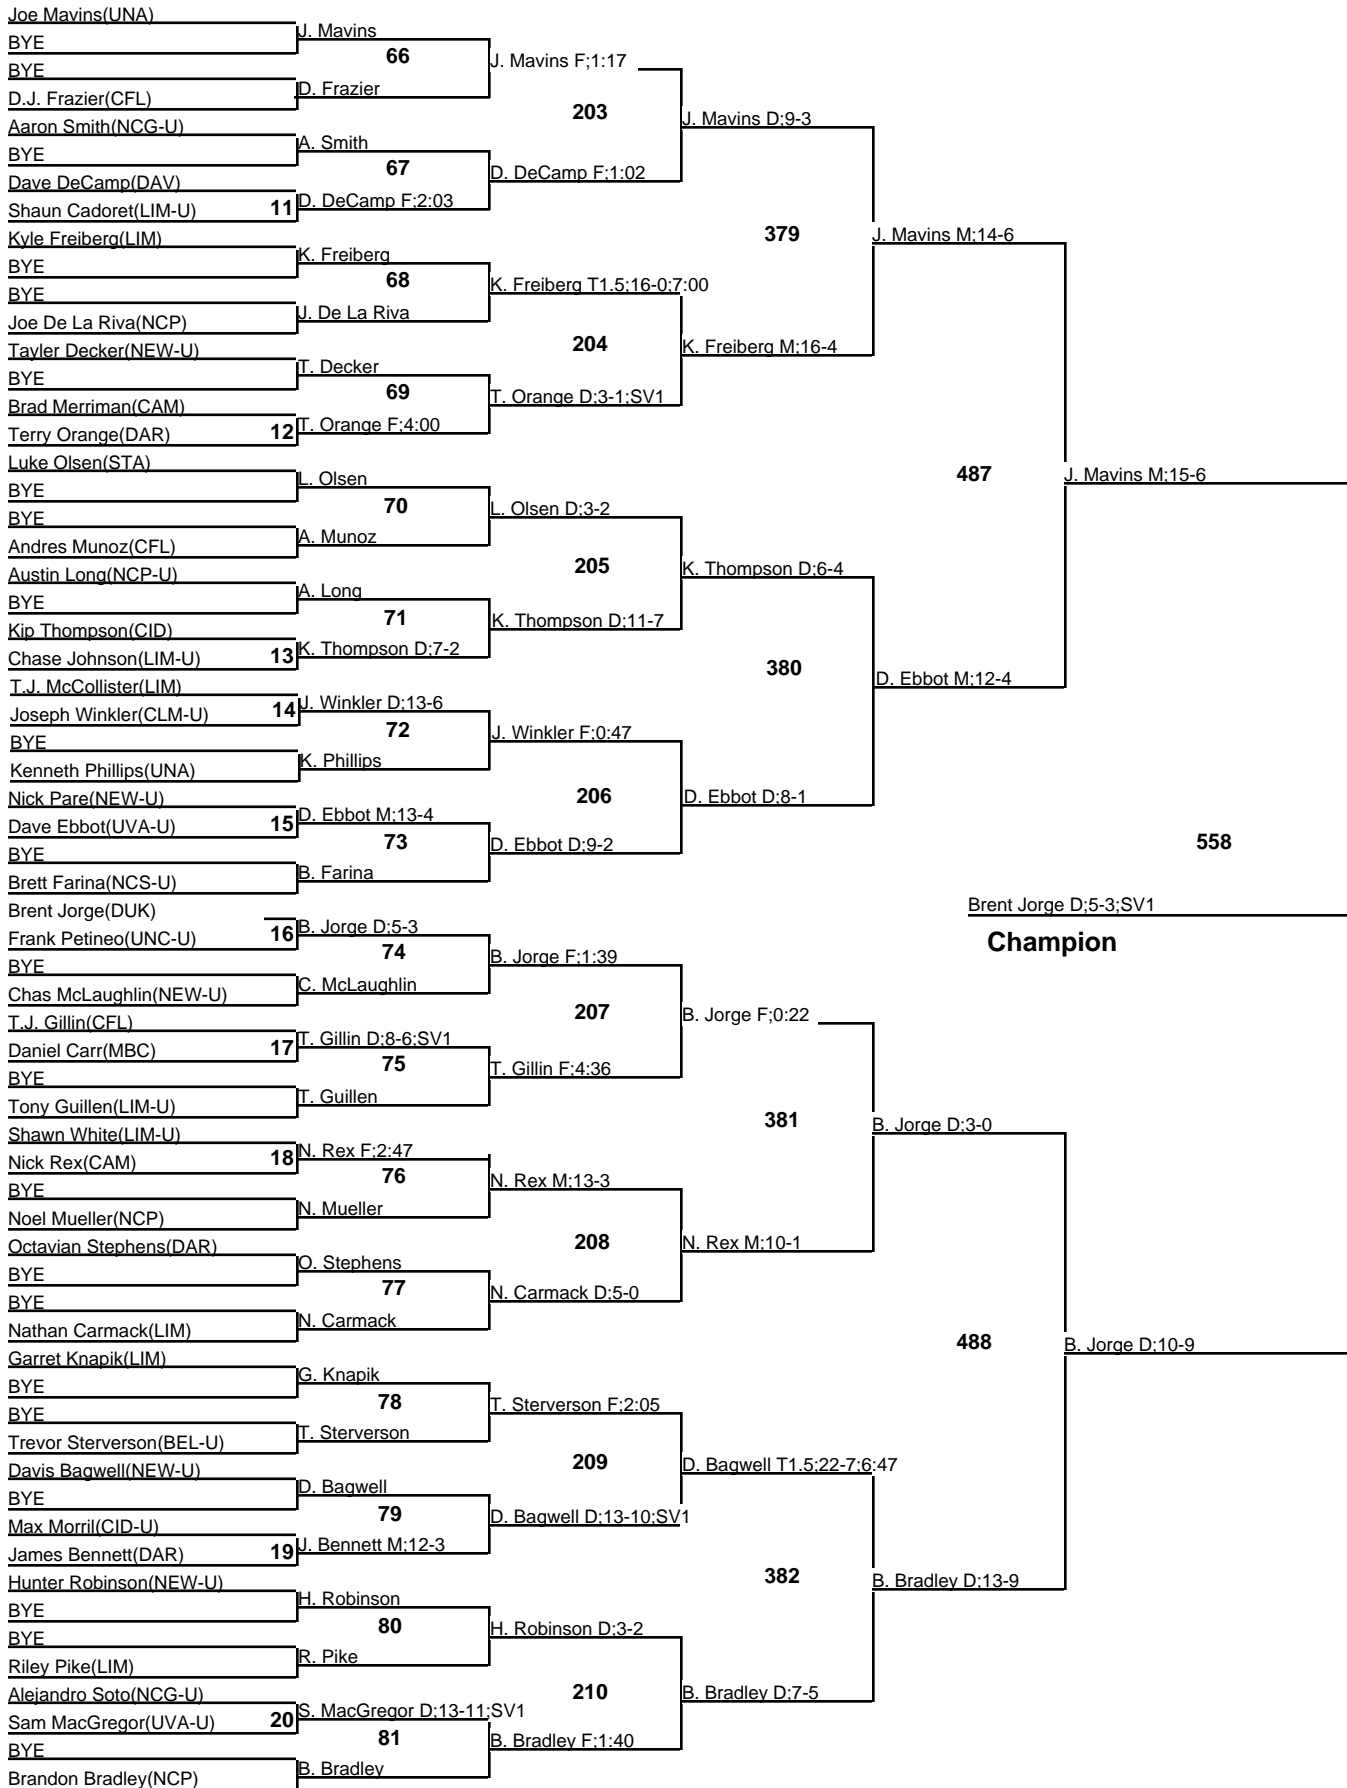 Joe Mavins(UNA)
BYE
BYE
D.J. Frazier(CFL)
Aaron Smith(NCG-U)
BYE
Dave DeCamp(DAV)
Shaun Cadoret(LIM-U)
Kyle Freiberg(LIM)
BYE
BYE
Joe De La Riva(NCP)
Tayler Decker(NEW-U)
BYE
Brad Merriman(CAM)
Terry Orange(DAR)
Luke Olsen(STA)
BYE
BYE
Andres Munoz(CFL)
Austin Long(NCP-U)
BYE
Kip Thompson(CID)
Chase Johnson(LIM-U)
T.J. McCollister(LIM)
Joseph Winkler(CLM-U)
BYE
Kenneth Phillips(UNA)
Nick Pare(NEW-U)
Dave Ebbot(UVA-U)
BYE
Brett Farina(NCS-U)
Brent Jorge(DUK)
Frank Petineo(UNC-U)
BYE
Chas McLaughlin(NEW-U)
T.J. Gillin(CFL)
Daniel Carr(MBC)
BYE
Tony Guillen(LIM-U)
Shawn White(LIM-U)
Nick Rex(CAM)
BYE
Noel Mueller(NCP)
Octavian Stephens(DAR)
BYE
BYE
Nathan Carmack(LIM)
Garret Knapik(LIM)
BYE
BYE
Trevor Sterverson(BEL-U)
Davis Bagwell(NEW-U)
BYE
Max Morril(CID-U)
James Bennett(DAR)
Hunter Robinson(NEW-U)
BYE
BYE
Riley Pike(LIM)
Alejandro Soto(NCG-U)
Sam MacGregor(UVA-U)
BYE
Brandon Bradley(NCP)
11
12
13
14
15
16
17
18
19
20
J. Mavins
66
D. Frazier
A. Smith
67
D. DeCamp F;2:03
K. Freiberg
68
J. De La Riva
T. Decker
69
T. Orange F;4:00
L. Olsen
70
A. Munoz
A. Long
71
K. Thompson D;7-2
J. Winkler D;13-6
72
K. Phillips
D. Ebbot M;13-4
73
B. Farina
B. Jorge D;5-3
74
C. McLaughlin
T. Gillin D;8-6;SV1
75
T. Guillen
N. Rex F;2:47
76
N. Mueller
O. Stephens
77
N. Carmack
G. Knapik
78
T. Sterverson
D. Bagwell
79
J. Bennett M;12-3
H. Robinson
80
R. Pike
S. MacGregor D;13-11;SV1
81
B. Bradley
J. Mavins F;1:17
203
D. DeCamp F;1:02
K. Freiberg T1.5;16-0;7:00
204
T. Orange D;3-1;SV1
L. Olsen D;3-2
205
K. Thompson D;11-7
J. Winkler F;0:47
206
D. Ebbot D;9-2
B. Jorge F;1:39
207
T. Gillin F;4:36
N. Rex M;13-3
208
N. Carmack D;5-0
T. Sterverson F;2:05
209
D. Bagwell D;13-10;SV1
H. Robinson D;3-2
210
B. Bradley F;1:40
J. Mavins D;9-3
379
K. Freiberg M;16-4
K. Thompson D;6-4
380
D. Ebbot D;8-1
B. Jorge F;0:22
381
N. Rex M;10-1
D. Bagwell T1.5;22-7;6:47
382
B. Bradley D;7-5
J. Mavins M;14-6
487
D. Ebbot M;12-4
B. Jorge D;3-0
488
B. Bradley D;13-9
J. Mavins M;15-6
558
B. Jorge D;10-9
Brent Jorge D;5-3;SV1
Champion